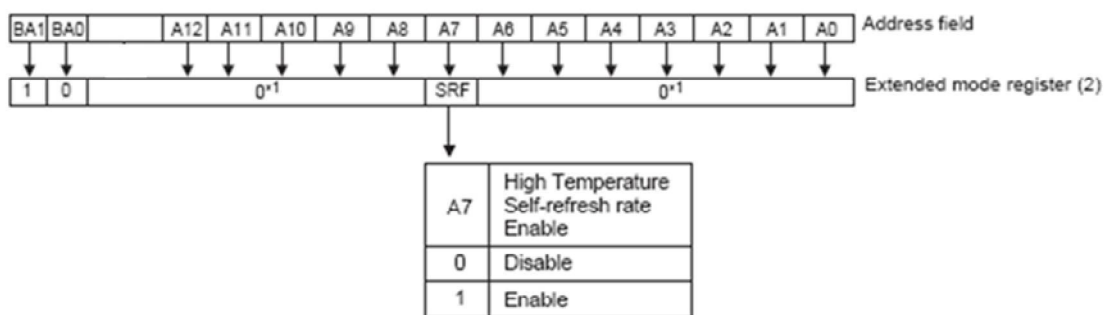 BA1 BA0 A12 A11 A10 A9 A8 A7 A6 A5 A4 A3 A2 A1 A0 Address field
1 0 0*1 SRF 0*1 Extended mode register (2)
A7 High Temperature
Self-refresh rate
Enable
0 Disable
1 Enable